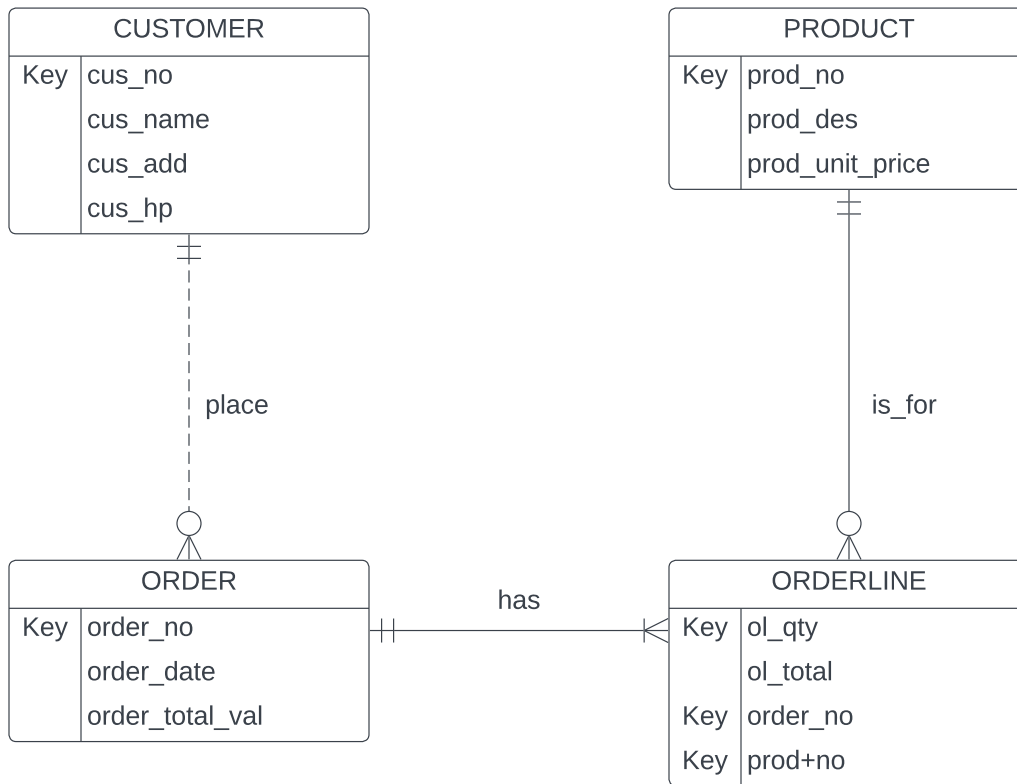 CUSTOMER
Key cus_no
cus_name
cus_add
cus_hp
PRODUCT
Key prod_no
prod_des
prod_unit_price
place
is_for
ORDER
Key order_no
order_date
order_total_val
has
ORDERLINE
Key ol_qty
ol_total
Key order_no
Key prod+no